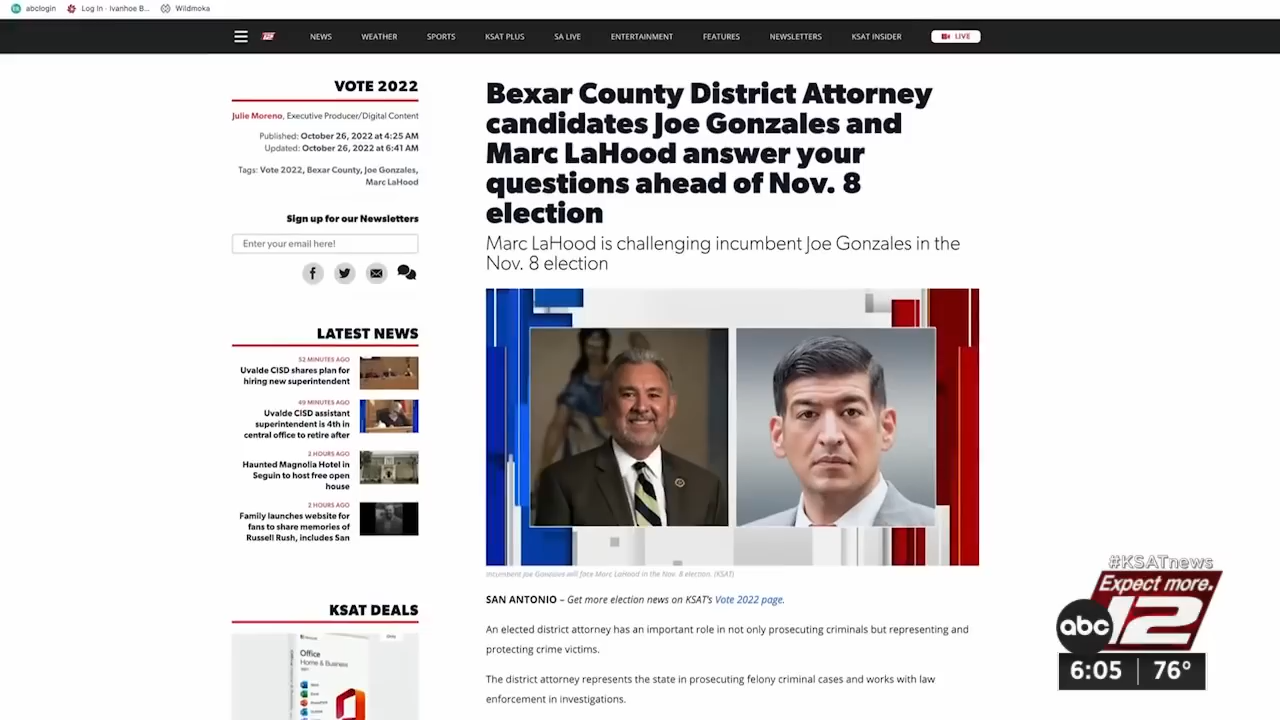 abclogin
Log In - Ivanhoe B...
Wildmoka
NEWS
WEATHER
SPORTS
KSAT PLUS
SA LIVE
ENTERTAINMENT
FEATURES
NEWSLETTERS
KSAT INSIDER
LIVE
VOTE 2022
Julie Moreno, Executive Producer/Digital Content
Published: October 26, 2022 at 4:25 AM
Updated: October 26, 2022 at 6:41 AM
Tags: Vote 2022, Bexar County, Joe Gonzales,
Marc LaHood
Sign up for our Newsletters
Enter your email here!
LATEST NEWS
52 MINUTES AGO
Uvalde CISD shares plan for
hiring new superintendent
49 MINUTES AGO
Uvalde CISD assistant
superintendent is 4th in
central office to retire after
2 HOURS AGO
Haunted Magnolia Hotel in
Seguin to host free open
house
2 HOURS AGO
Family launches website for
fans to share memories of
Russell Rush, includes San
KSAT DEALS
Office
Home & Business
Bexar County District Attorney
candidates Joe Gonzales and
Marc LaHood answer your
questions ahead of Nov. 8
election
Marc LaHood is challenging incumbent Joe Gonzales in the
Nov. 8 election
Incumbent Joe Gonzales will face Marc LaHood in the Nov. 8 election. (KSAT)
SAN ANTONIO – Get more election news on KSAT's Vote 2022 page.
An elected district attorney has an important role in not only prosecuting criminals but representing and
protecting crime victims.
The district attorney represents the state in prosecuting felony criminal cases and works with law
enforcement in investigations.
#KSATnews
Expect more.
abc 12
6:05 76°